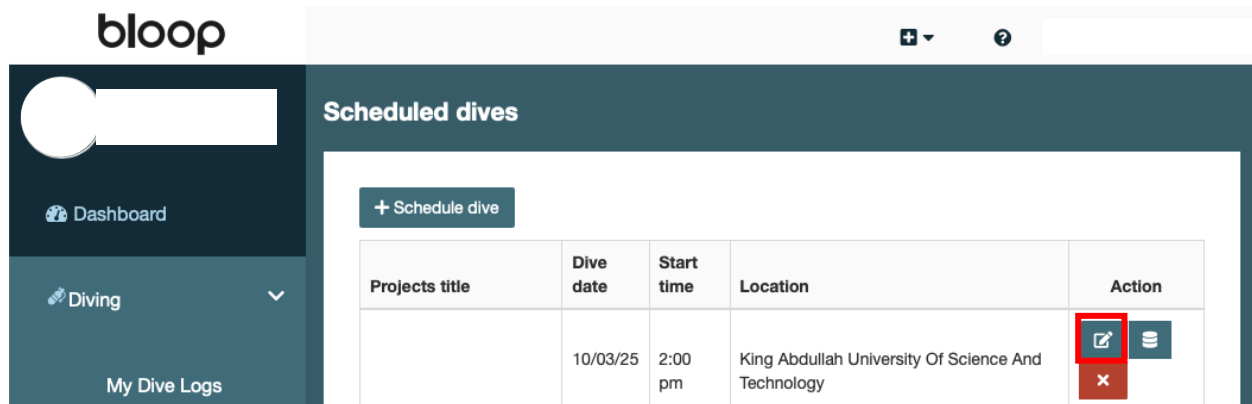 bloop
Scheduled dives
Dashboard
Diving
My Dive Logs
+ Schedule dive
Projects title
Dive
date
Start
time
Location
Action
10/03/25
2:00
pm
King Abdullah University Of Science And
Technology